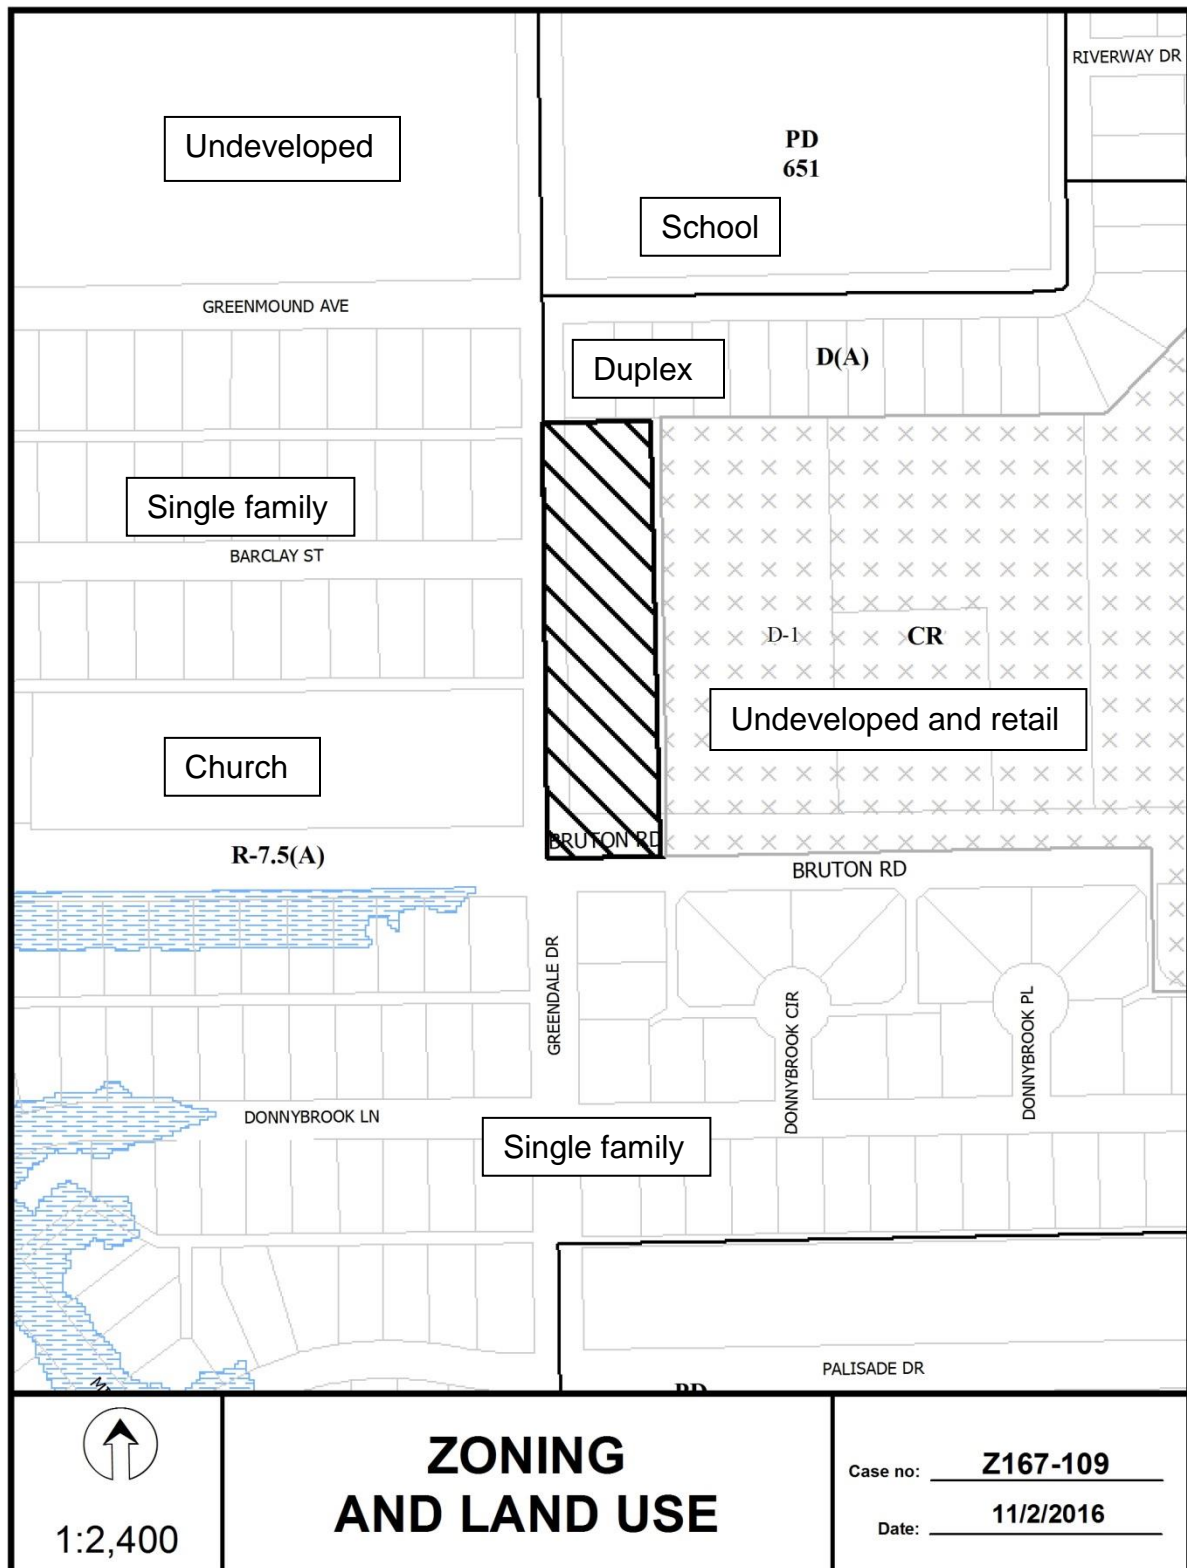 RIVERWAY DR
Undeveloped
PD
651
School
GREENMOUND AVE
Duplex
D(A)
Single family
BARCLAY ST
D-1
CR
Undeveloped and retail
Church
BRUTON RD
R-7.5(A)
BRUTON RD
GREENDALE DR
DONNYBROOK CIR
DONNYBROOK PL
DONNYBROOK LN
Single family
PALISADE DR
PD
1:2,400
ZONING
AND LAND USE
Case no: Z167-109
Date: 11/2/2016